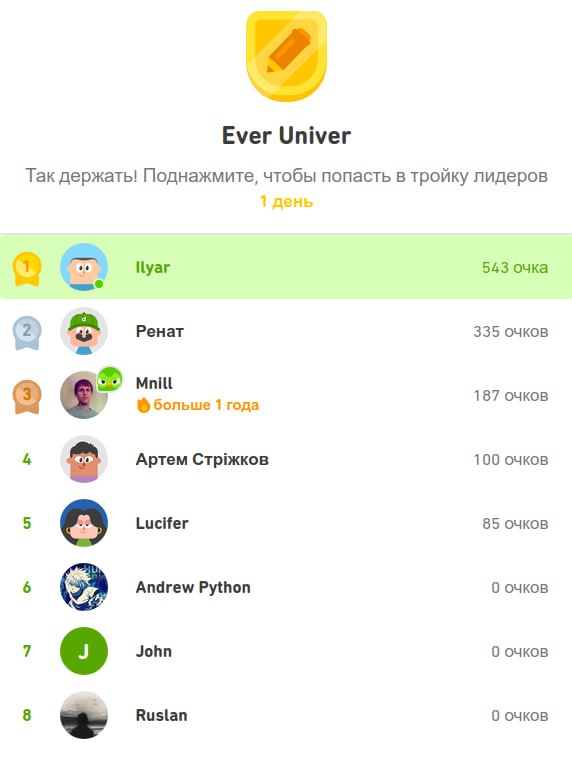 Ever Univer
Так держать! Поднажмите, чтобы попасть в тройку лидеров
1 день
1 Ilyar 543 очка
2 Ренат 335 очков
3 Mnill 187 очков
больше 1 года
4 Артем Стріжков 100 очков
5 Lucifer 85 очков
6 Andrew Python 0 очков
7 J John 0 очков
8 Ruslan 0 очков